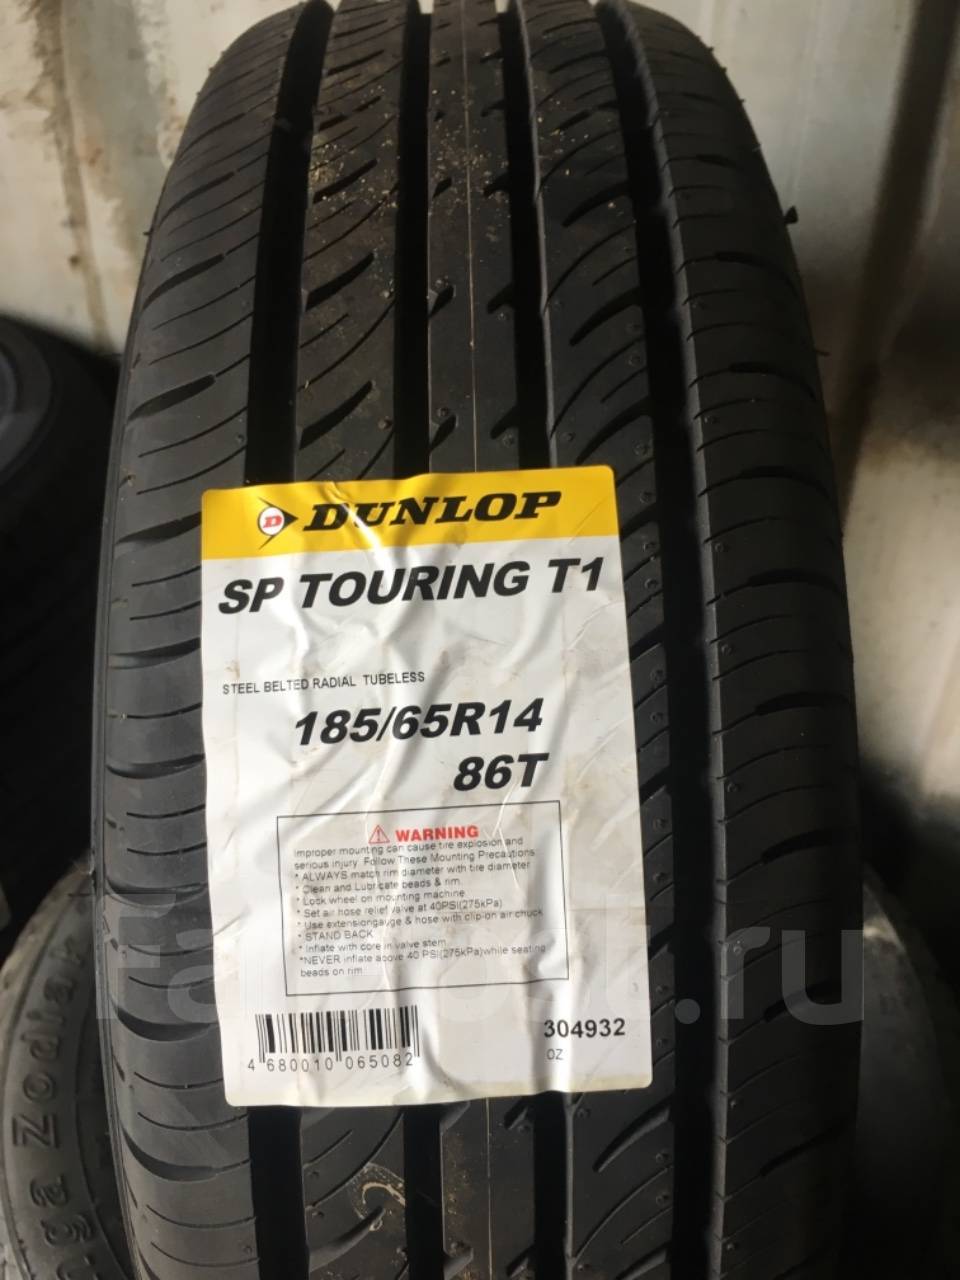 D DUNLOP
SP TOURING T1
STEEL BELTED RADIAL TUBELESS
185/65R14
86T
WARNING
Improper mounting can cause tire explosion and
serious injury. Follow These Mounting Precautions
* ALWAYS match rim diameter with tire diameter
* Clean and Lubricate beads & rim.
* Lock wheel on mounting machine.
* Set air hose relief valve at 40PSI(275kPa)
* Use extensiongauge & hose with clip-on air chuck
* STAND BACK
* Inflate with core in valve stem
*NEVER inflate above 40 PSI(275kPa)while seating
beads on rim.
4 680010 065082
304932
OZ
nga Zodia